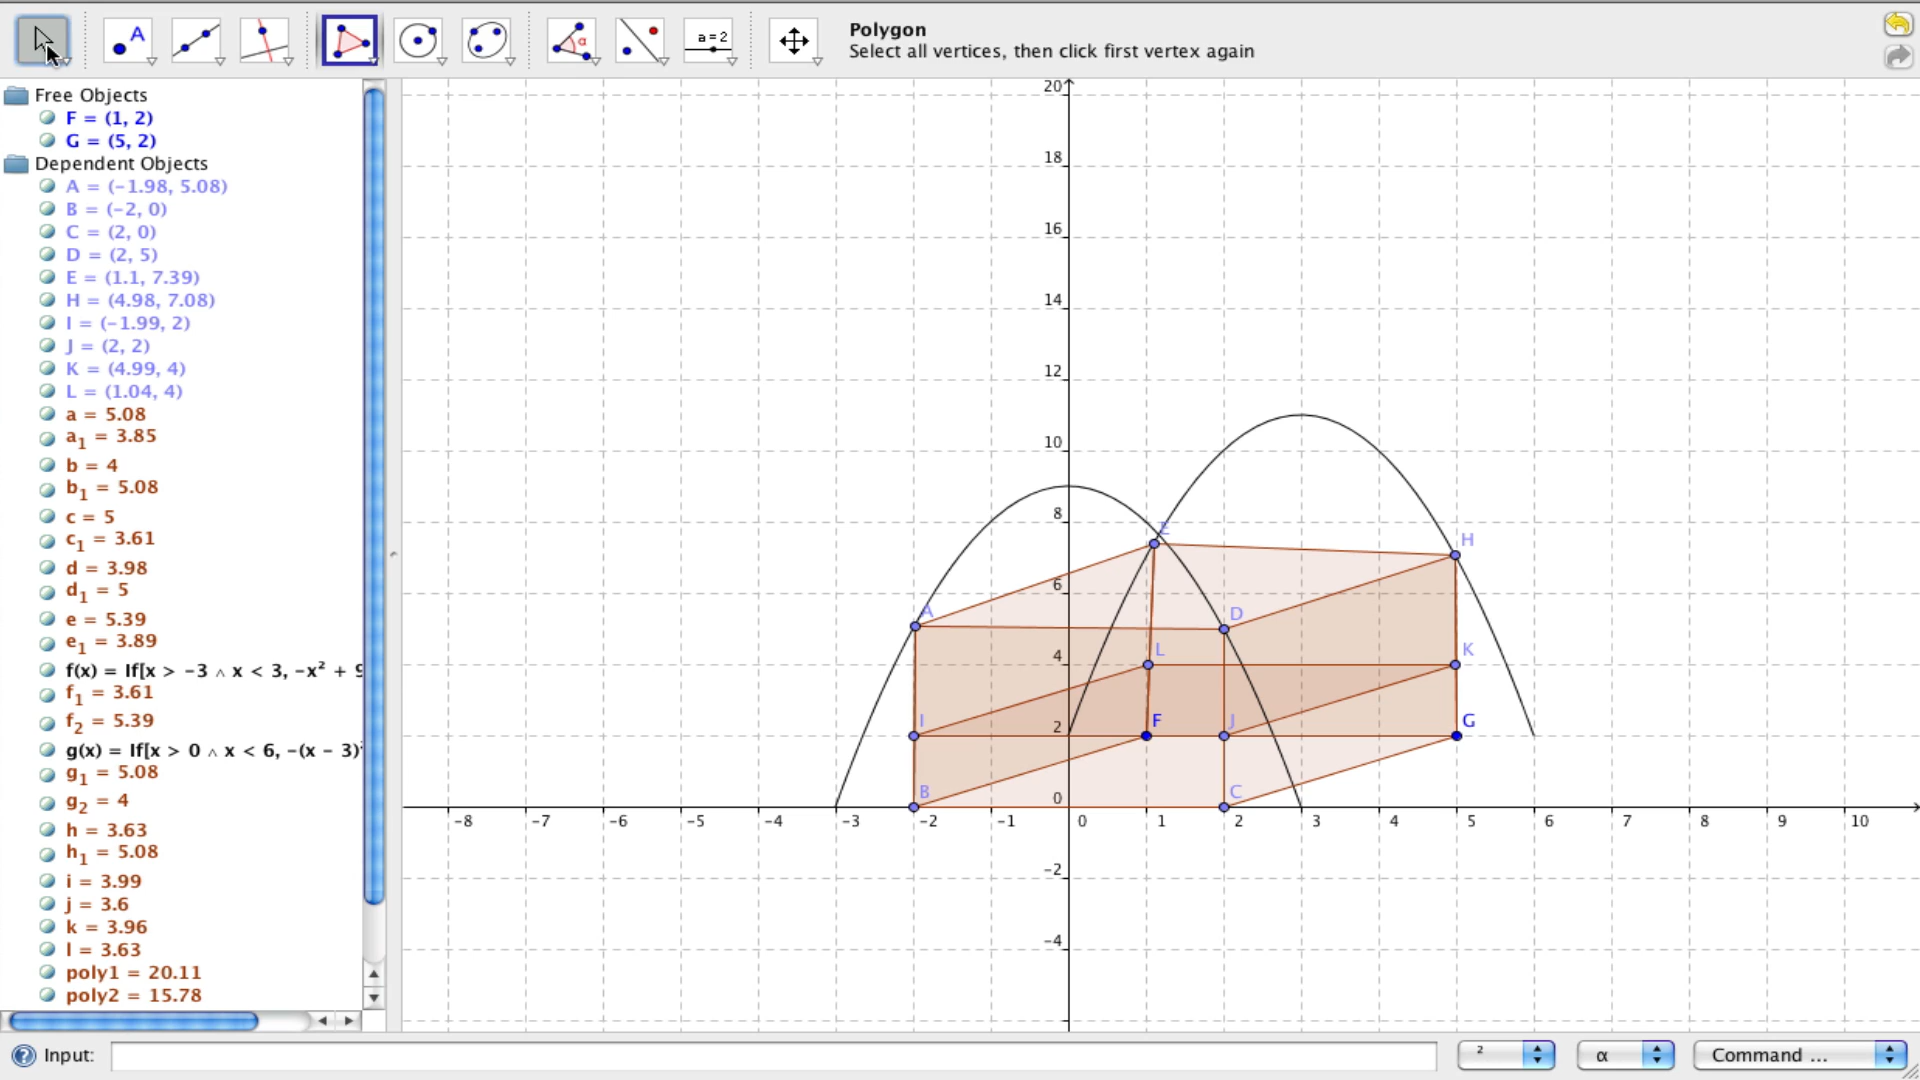 A
α
a=2
Polygon
Select all vertices, then click first vertex again
Free Objects
F = (1, 2)
G = (5, 2)
Dependent Objects
A = (−1.98, 5.08)
B = (−2, 0)
C = (2, 0)
D = (2, 5)
E = (1.1, 7.39)
H = (4.98, 7.08)
I = (−1.99, 2)
J = (2, 2)
K = (4.99, 4)
L = (1.04, 4)
a = 5.08
a₁ = 3.85
b = 4
b₁ = 5.08
c = 5
c₁ = 3.61
d = 3.98
d₁ = 5
e = 5.39
e₁ = 3.89
f(x) = If[x > −3 ∧ x < 3, −x² + 9
f₁ = 3.61
f₂ = 5.39
g(x) = If[x > 0 ∧ x < 6, −(x − 3)²
g₁ = 5.08
g₂ = 4
h = 3.63
h₁ = 5.08
i = 3.99
j = 3.6
k = 3.96
l = 3.63
poly1 = 20.11
poly2 = 15.78
20
18
16
14
12
10
8
E
H
6
A
D
4
L
K
2
I
F
J
G
0
B
C
−8 −7 −6 −5 −4 −3 −2 −1 0 1 2 3 4 5 6 7 8 9 10
−2
−4
Input:
²
α
Command ...